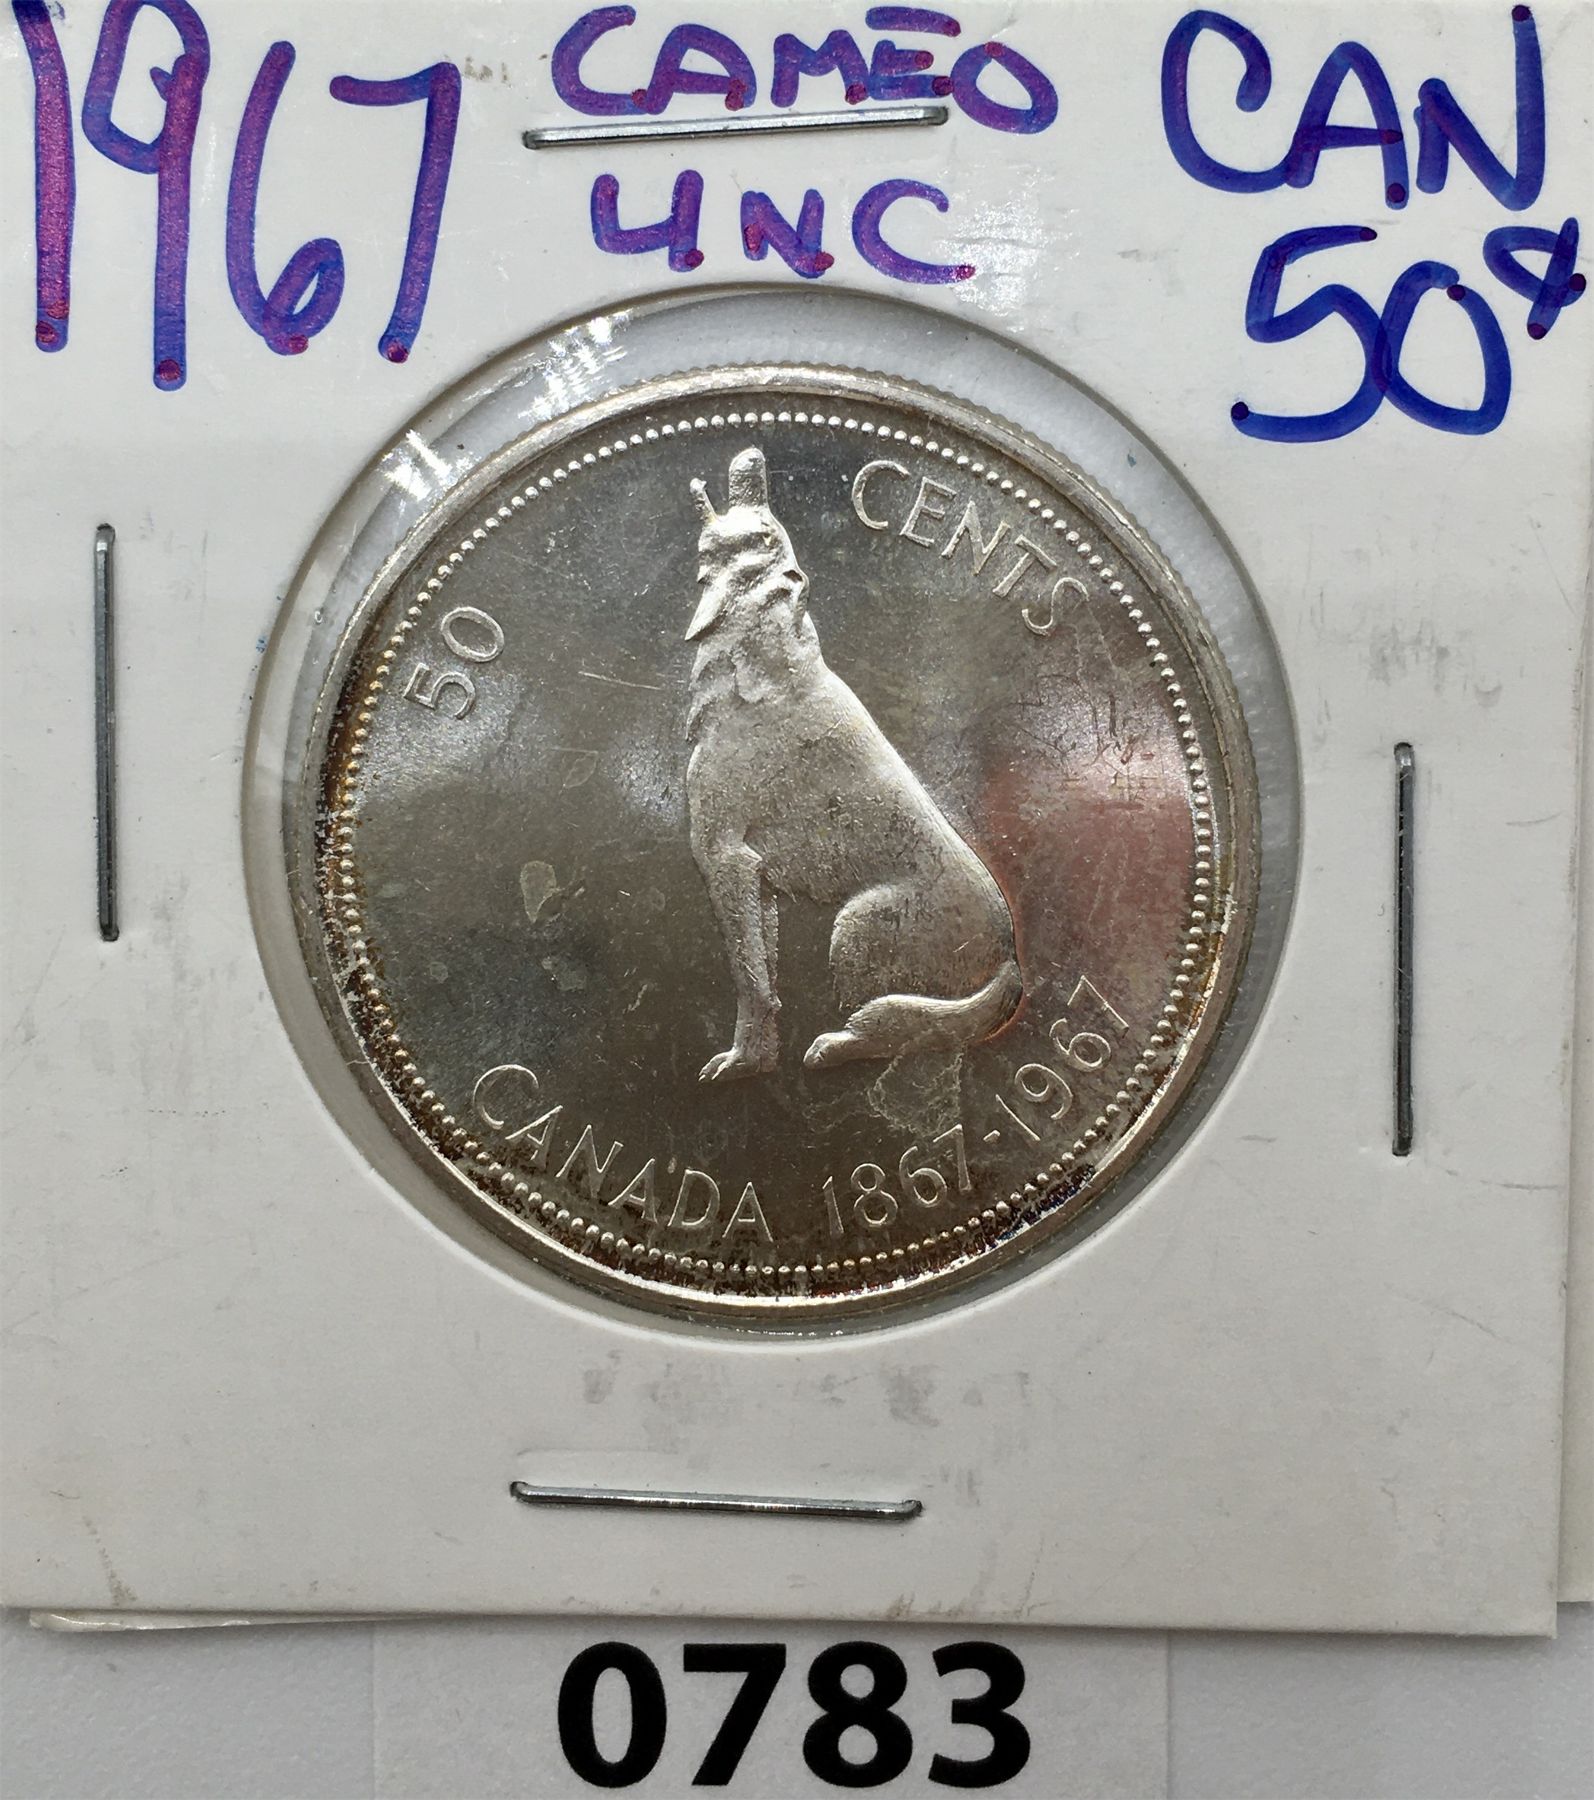 1967 CAMEO CAN
UNC 50¢
50 CENTS
CANADA 1867-1967
0783